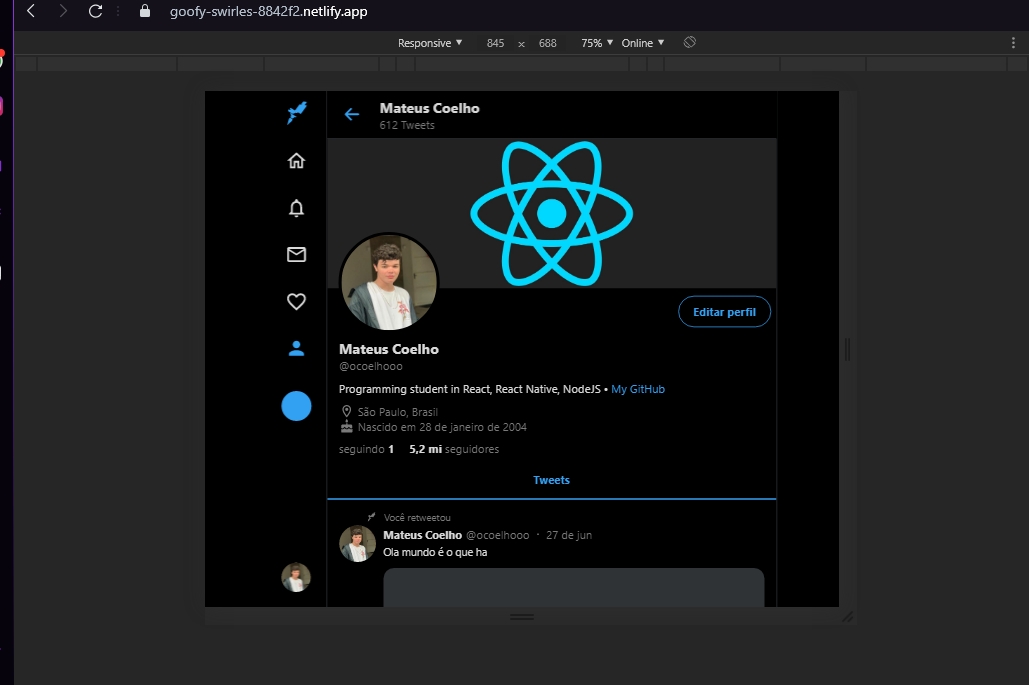 goofy-swirles-8842f2.netlify.app
Responsive 845 x 688 75% Online
Mateus Coelho
612 Tweets
Editar perfil
Mateus Coelho
@ocoelhooo
Programming student in React, React Native, NodeJS • My GitHub
São Paulo, Brasil
Nascido em 28 de janeiro de 2004
seguindo 1 5,2 mi seguidores
Tweets
Você retweetou
Mateus Coelho @ocoelhooo · 27 de jun
Ola mundo é o que ha